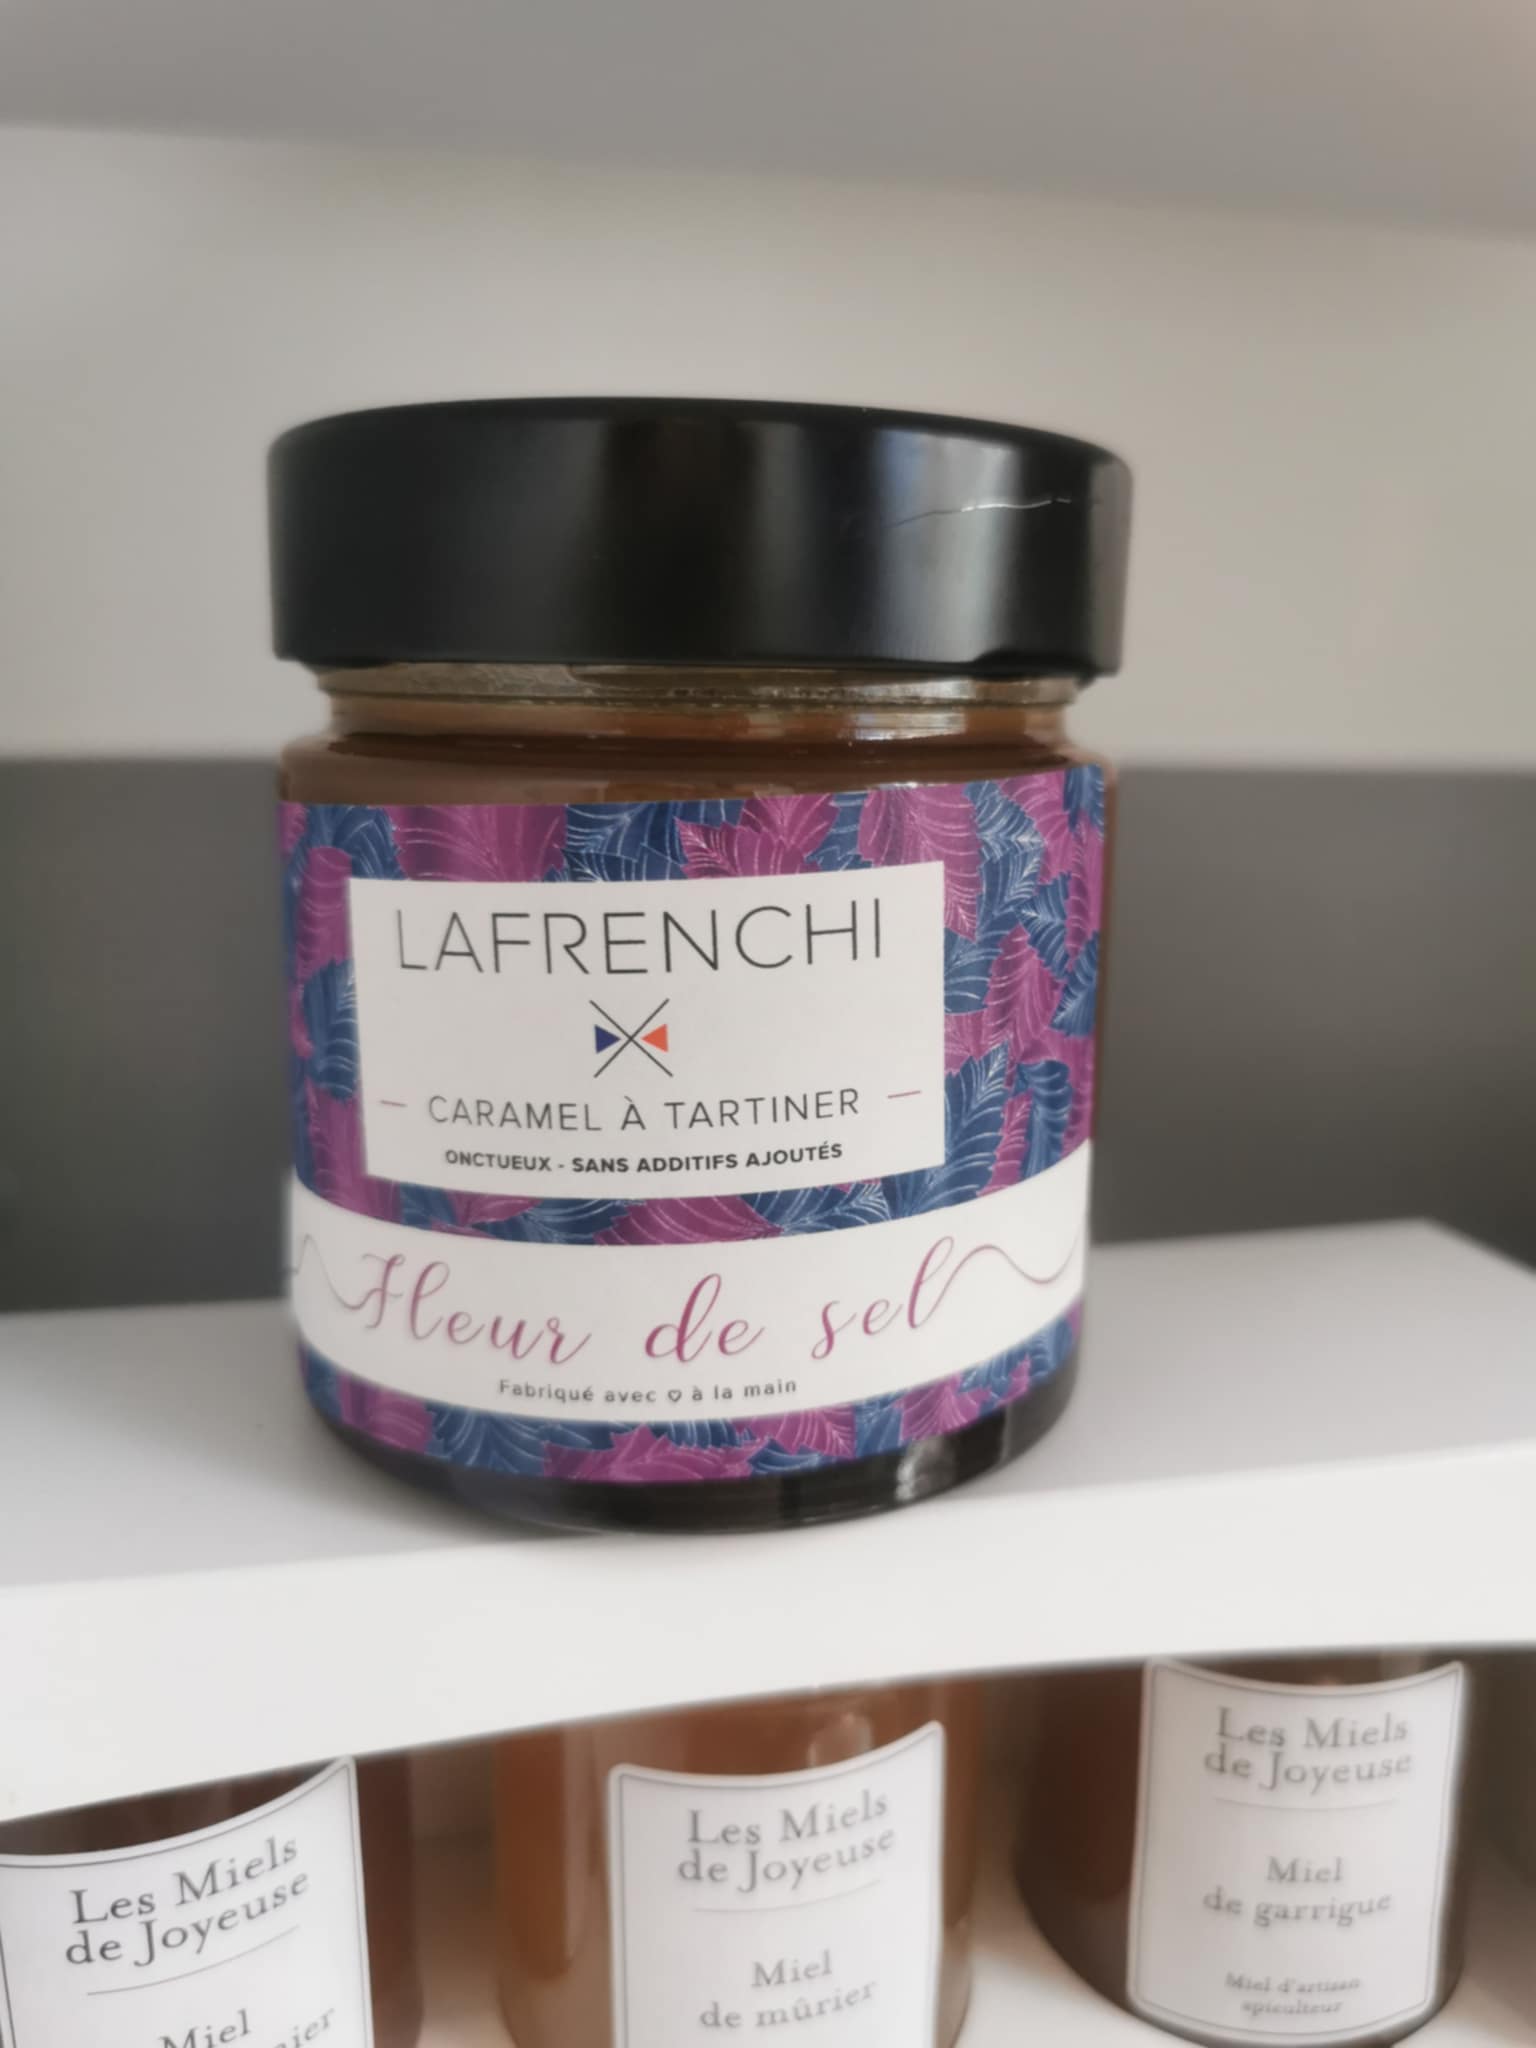 LAFRENCHI
CARAMEL À TARTINER
ONCTUEUX - SANS ADDITIFS AJOUTÉS
Fleur de sel
Fabriqué avec ♡ à la main
Les Miels
de Joyeuse
Miel
Les Miels
de Joyeuse
Miel
de mûrier
Les Miels
de Joyeuse
Miel
de garrigue
Miel d'artisan
apiculteur